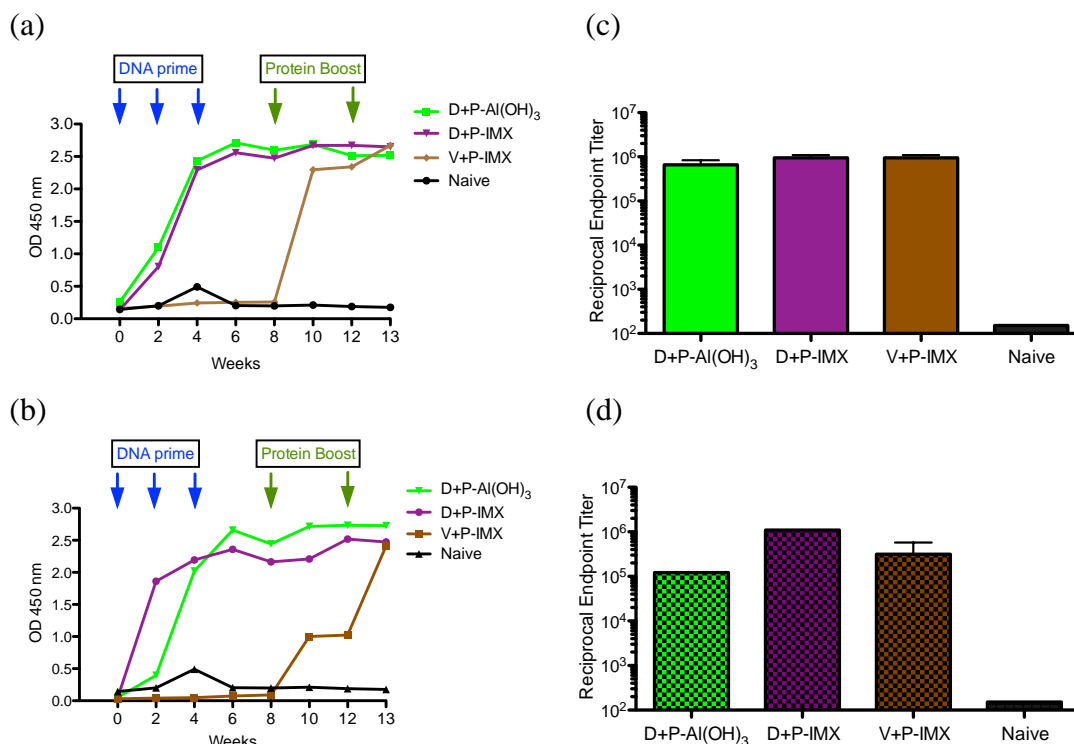 (a)
DNA prime
Protein Boost
D+P-Al(OH)3
D+P-IMX
V+P-IMX
Naive
3.0
2.5
2.0
1.5
1.0
0.5
0.0
OD 450 nm
0 2 4 6 8 10 12 13
Weeks
(c)
10^7
10^6
10^5
10^4
10^3
10^2
Reciprocal Endpoint Titer
D+P-Al(OH)3 D+P-IMX V+P-IMX Naive
(b)
DNA prime
Protein Boost
D+P-Al(OH)3
D+P-IMX
V+P-IMX
Naive
3.0
2.5
2.0
1.5
1.0
0.5
0.0
OD 450 nm
0 2 4 6 8 10 12 13
Weeks
(d)
10^7
10^6
10^5
10^4
10^3
10^2
Reciprocal Endpoint Titer
D+P-Al(OH)3 D+P-IMX V+P-IMX Naive